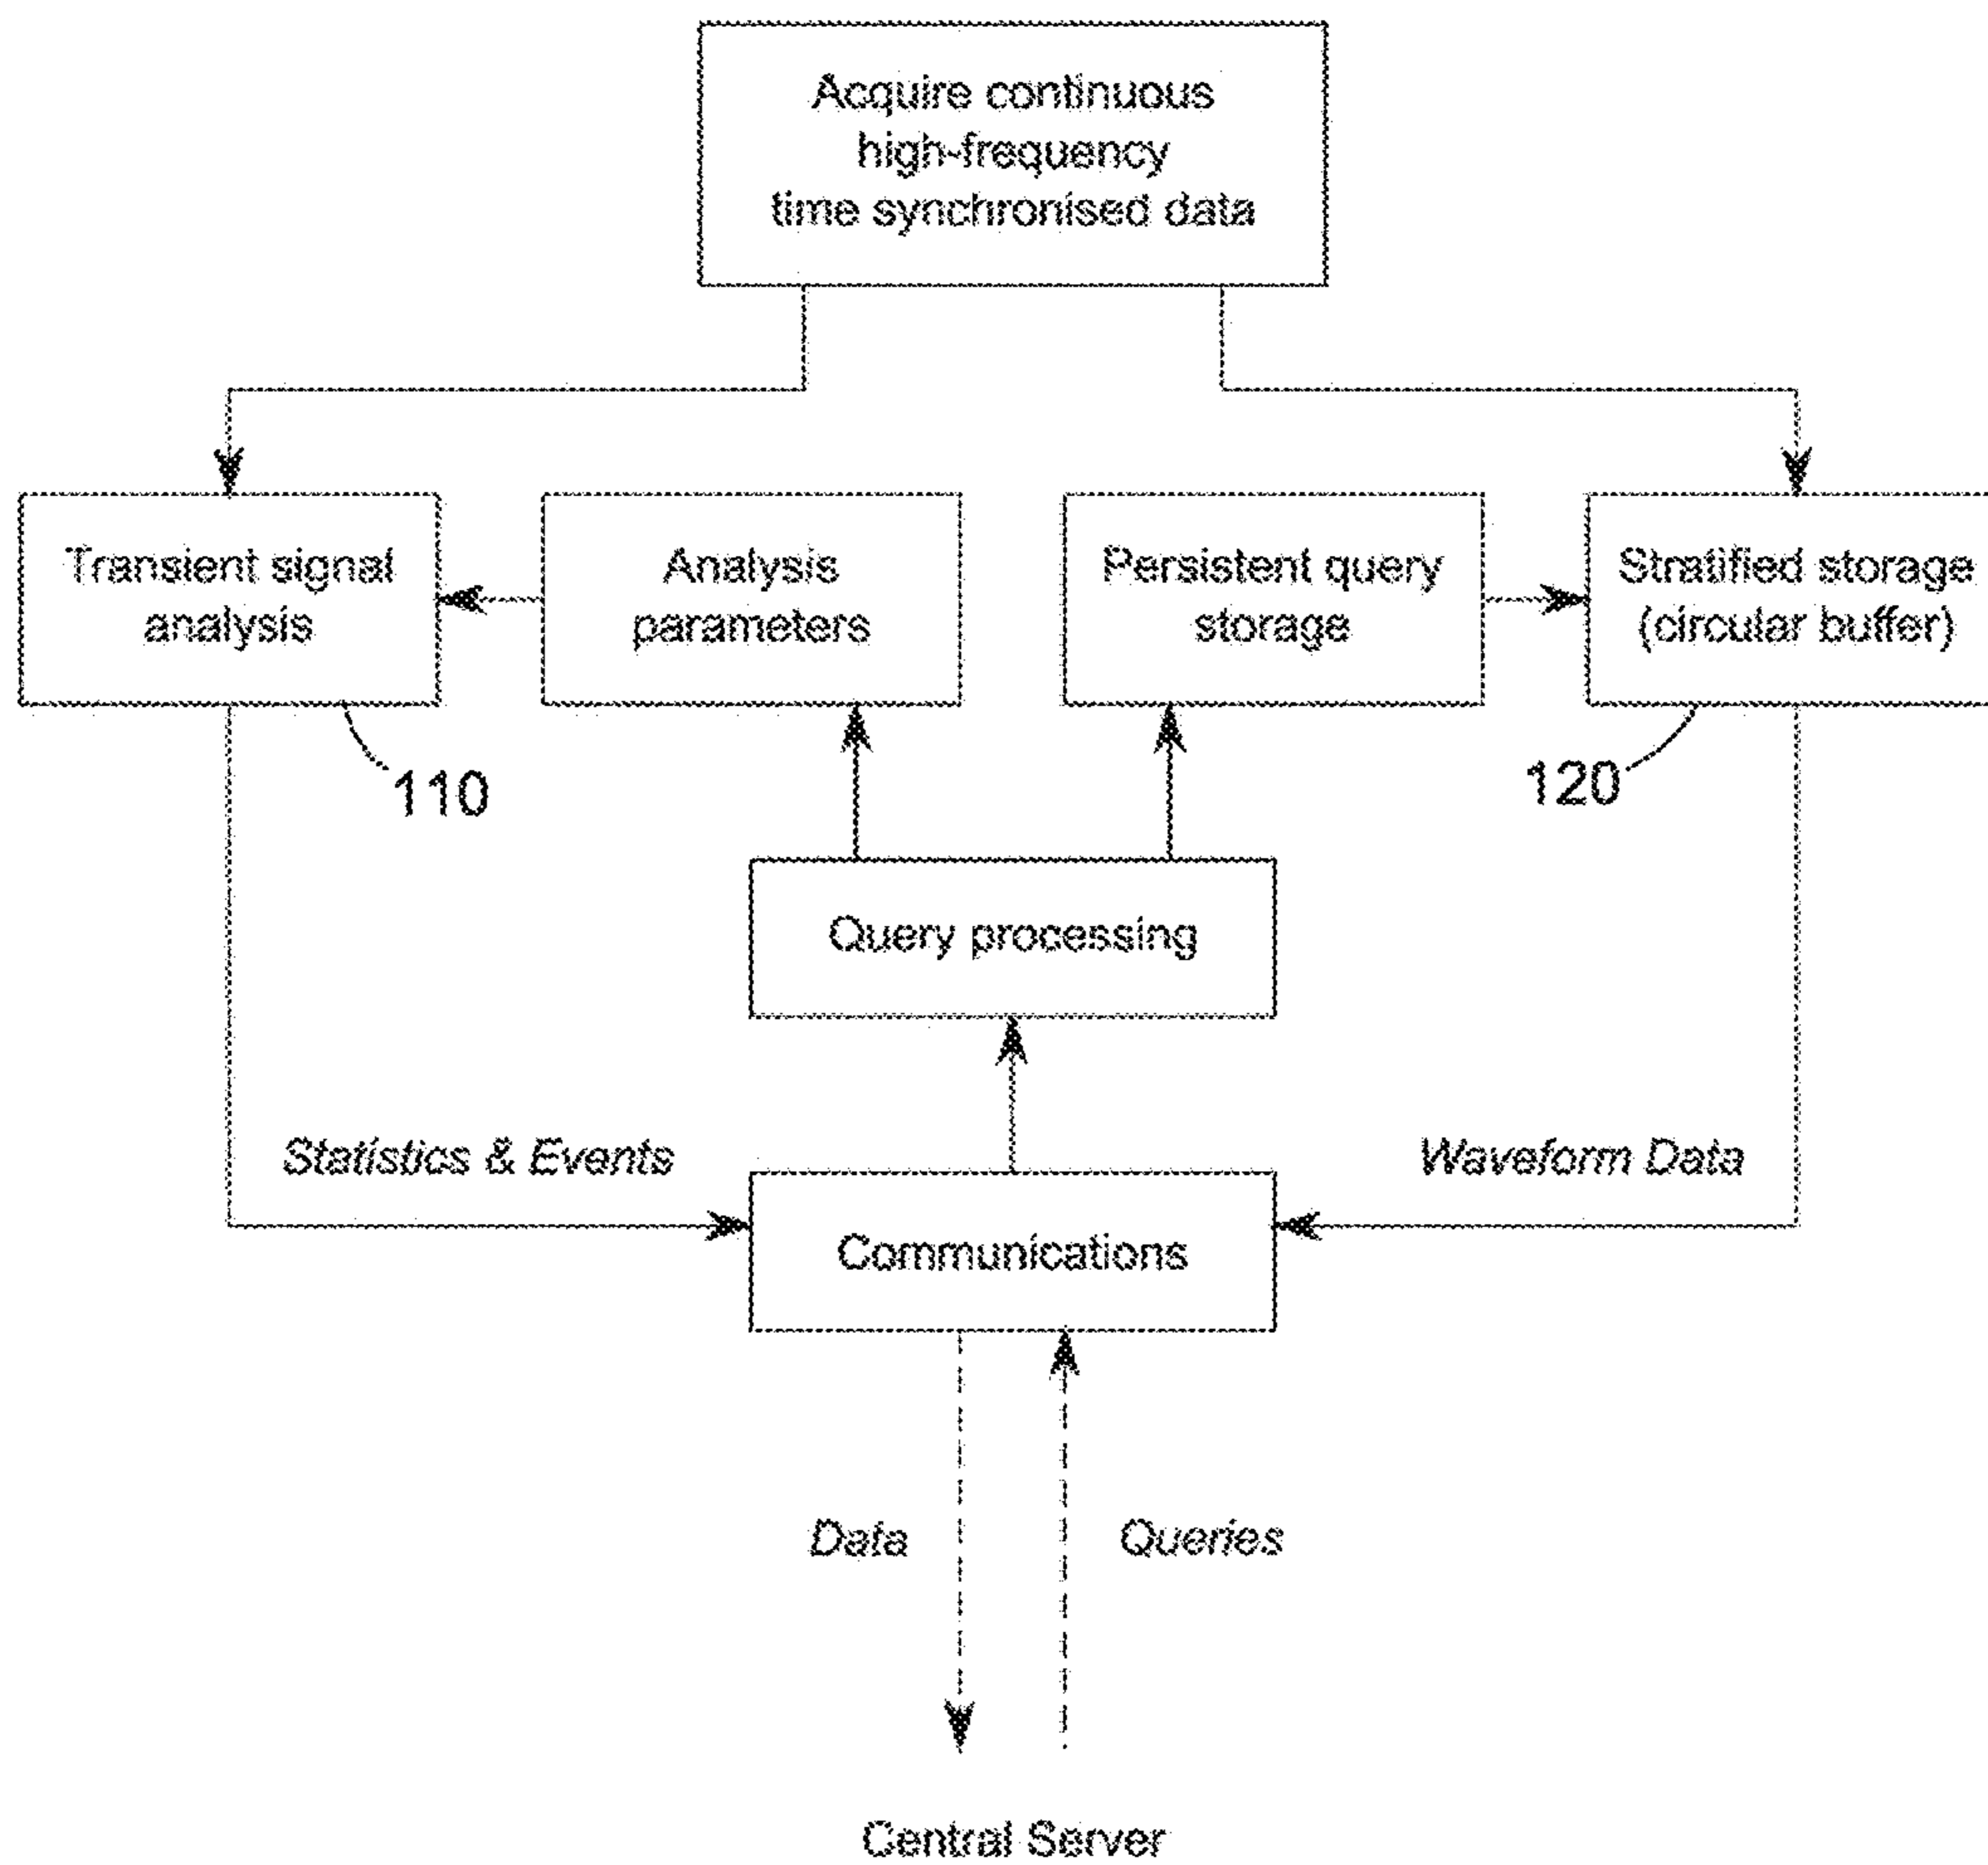 Acquire continuous
high-frequency
time synchronised data
Transient signal
analysis
Analysis
parameters
Persistent query
storage
Stratified storage
(circular buffer)
110
120
Query processing
Statistics & Events
Waveform Data
Communications
Data
Queries
Central Server